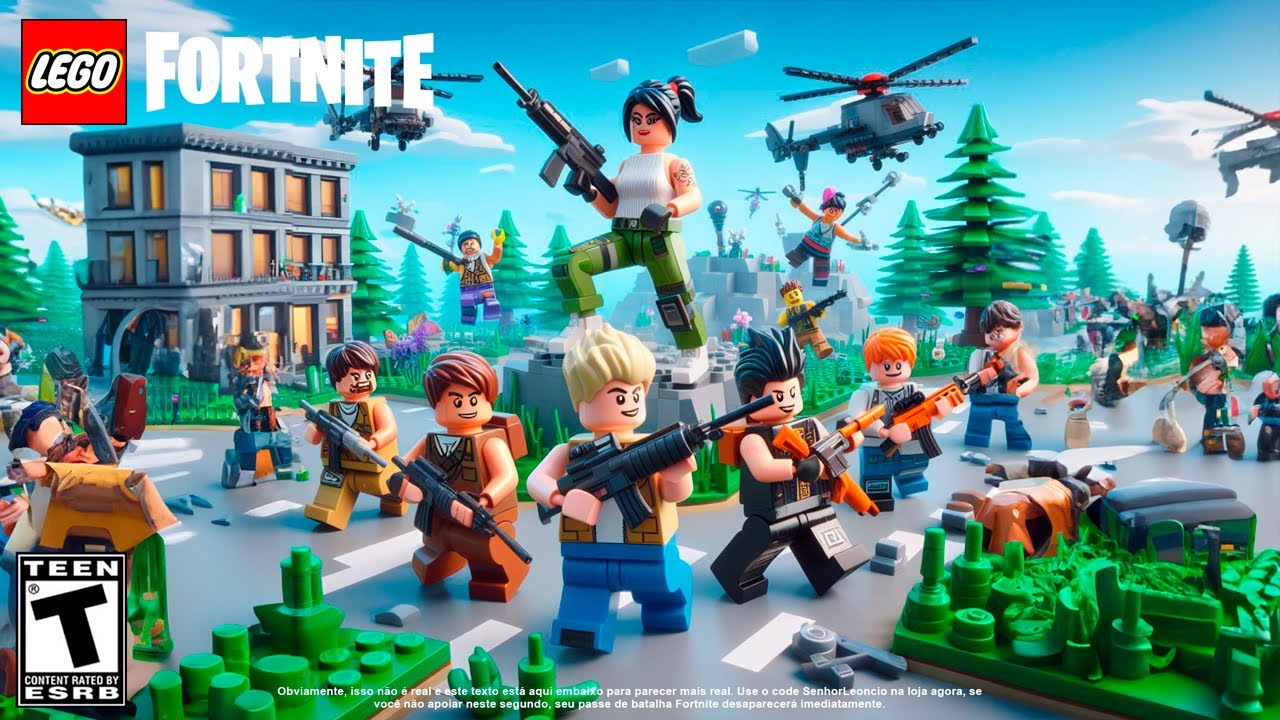 LEGO FORTNITE
TEEN
®
T
CONTENT RATED BY
ESRB
Obviamente, isso não é real e este texto está aqui embaixo para parecer mais real. Use o code SenhorLeoncio na loja agora, se
você não apoiar neste segundo, seu passe de batalha Fortnite desaparecerá imediatamente.